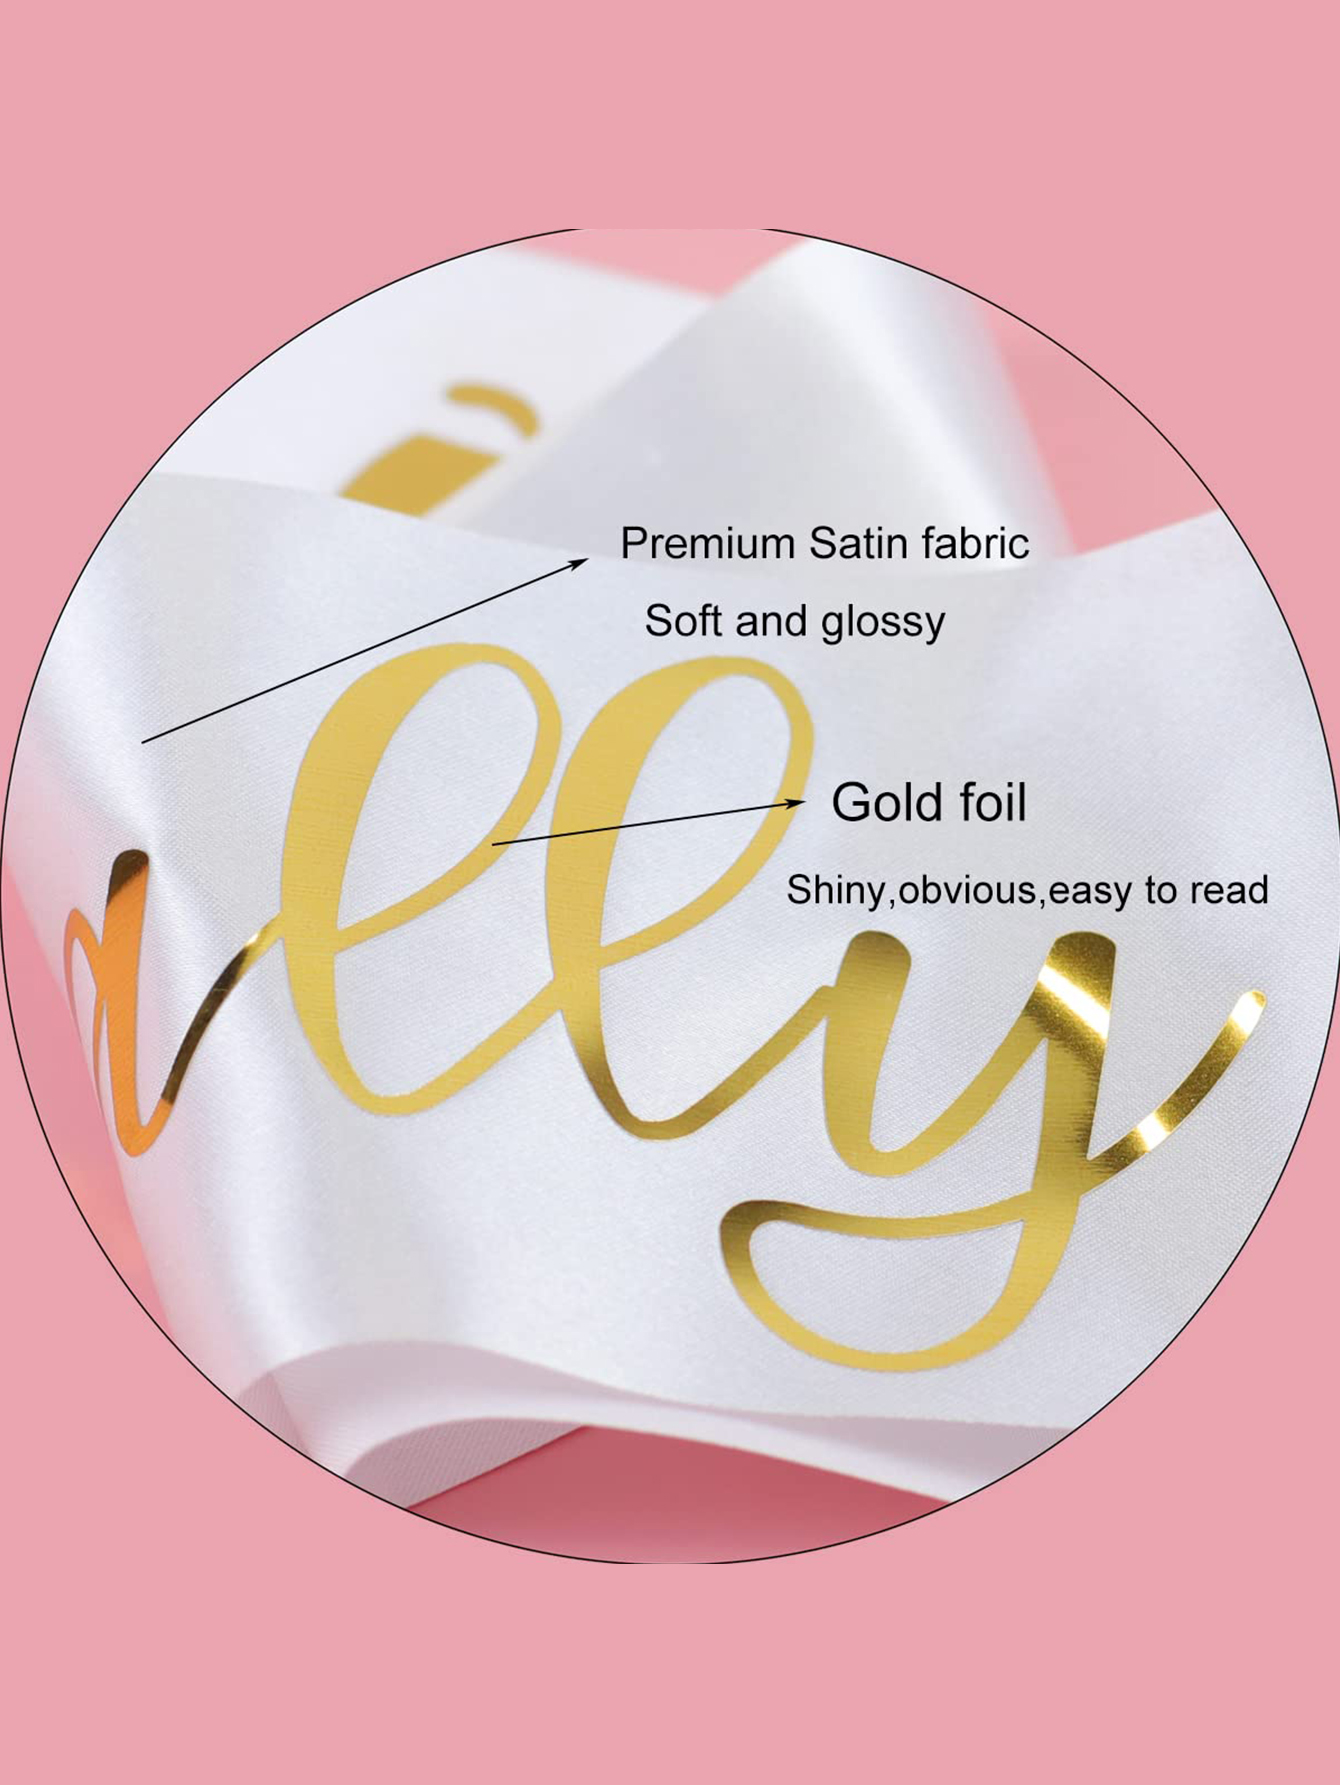 Premium Satin fabric
Soft and glossy
Gold foil
Shiny,obvious,easy to read
lly